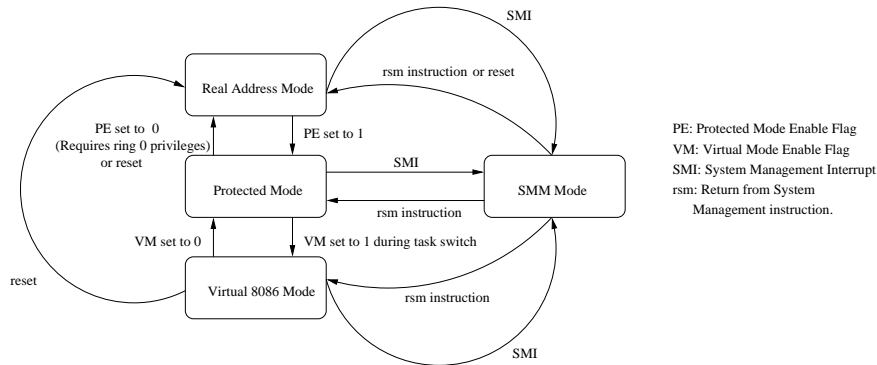 SMI
rsm instruction or reset
Real Address Mode
PE set to 0
(Requires ring 0 privileges)
or reset
PE set to 1
SMI
Protected Mode
SMM Mode
rsm instruction
VM set to 0
VM set to 1 during task switch
reset
Virtual 8086 Mode
rsm instruction
SMI
PE: Protected Mode Enable Flag
VM: Virtual Mode Enable Flag
SMI: System Management Interrupt
rsm: Return from System
Management instruction.